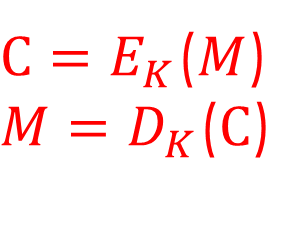 C = E_K(M)
M = D_K(C)